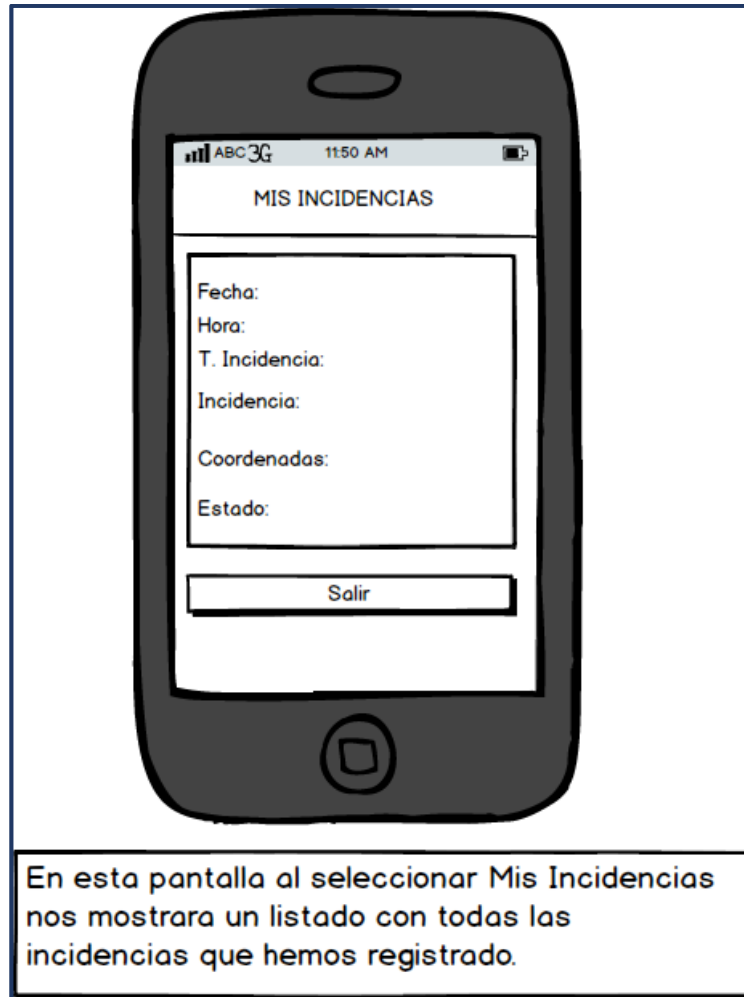 ABC 3G 11:50 AM
MIS INCIDENCIAS
Fecha:
Hora:
T. Incidencia:
Incidencia:
Coordenadas:
Estado:
Salir
En esta pantalla al seleccionar Mis Incidencias
nos mostrara un listado con todas las
incidencias que hemos registrado.